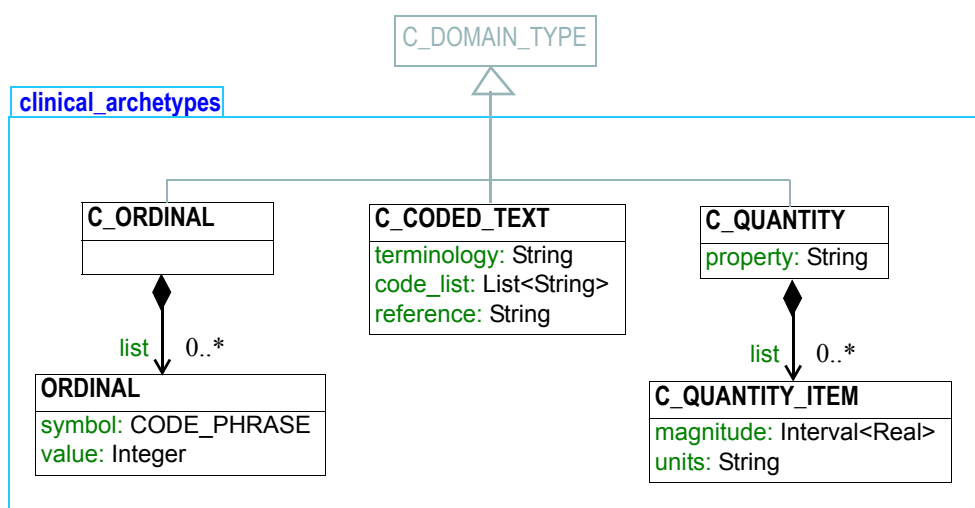 C_DOMAIN_TYPE
clinical_archetypes
C_ORDINAL
C_CODED_TEXT
terminology: String
code_list: List<String>
reference: String
C_QUANTITY
property: String
list 0..*
list 0..*
ORDINAL
symbol: CODE_PHRASE
value: Integer
C_QUANTITY_ITEM
magnitude: Interval<Real>
units: String